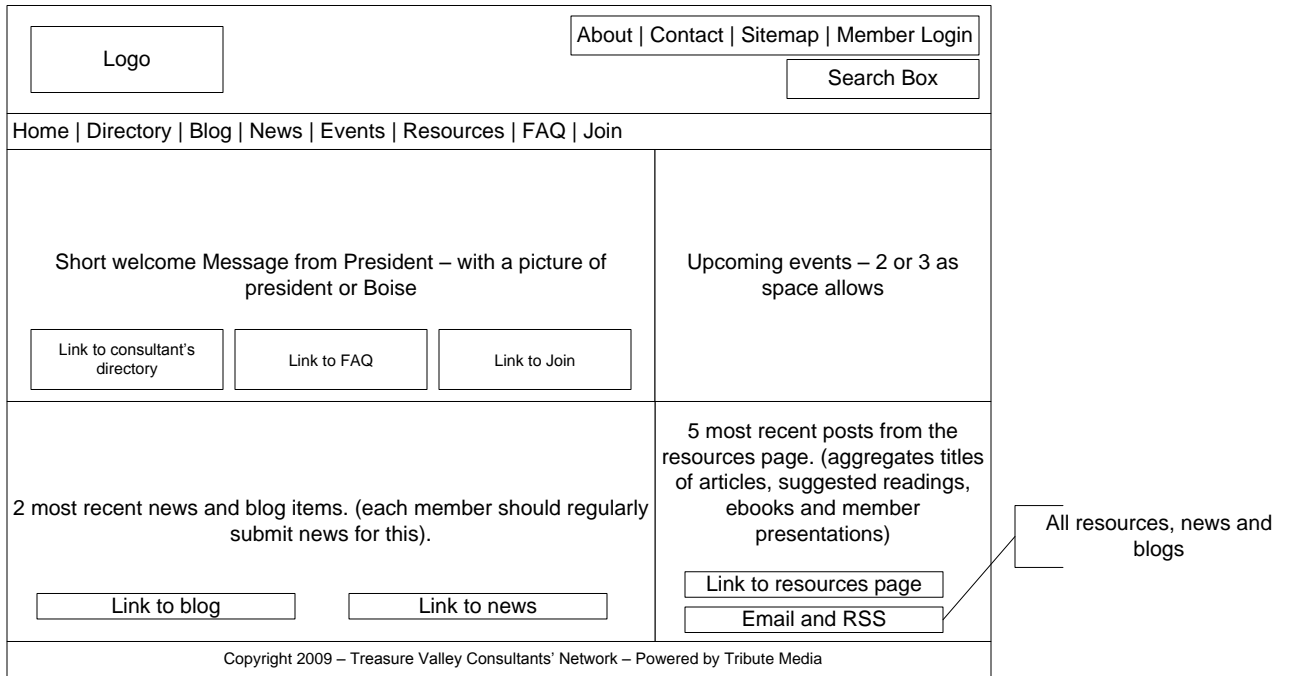 Logo
About | Contact | Sitemap | Member Login
Search Box
Home | Directory | Blog | News | Events | Resources | FAQ | Join
Short welcome Message from President – with a picture of
president or Boise
Link to consultant's
directory
Link to FAQ
Link to Join
Upcoming events – 2 or 3 as
space allows
2 most recent news and blog items. (each member should regularly
submit news for this).
Link to blog
Link to news
5 most recent posts from the
resources page. (aggregates titles
of articles, suggested readings,
ebooks and member
presentations)
Link to resources page
Email and RSS
All resources, news and
blogs
Copyright 2009 – Treasure Valley Consultants' Network – Powered by Tribute Media